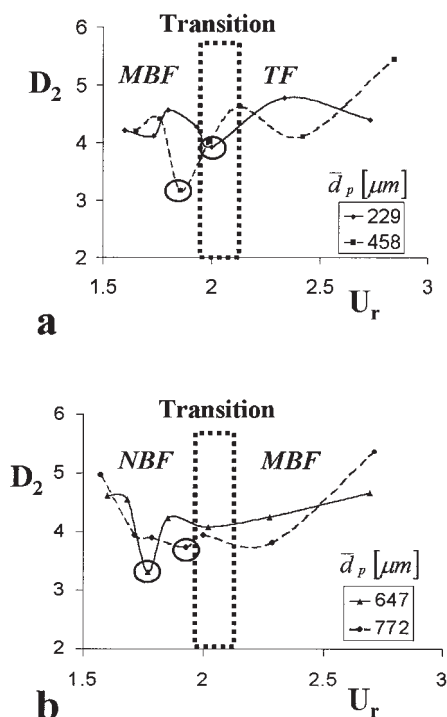 Transition
6
MBF
TF
D2
5
4
d̅p [μm]
3
229
458
2
1.5
2
2.5
3
a
Ur
Transition
6
NBF
MBF
D2
5
4
d̅p [μm]
3
647
772
2
1.5
2
2.5
3
b
Ur